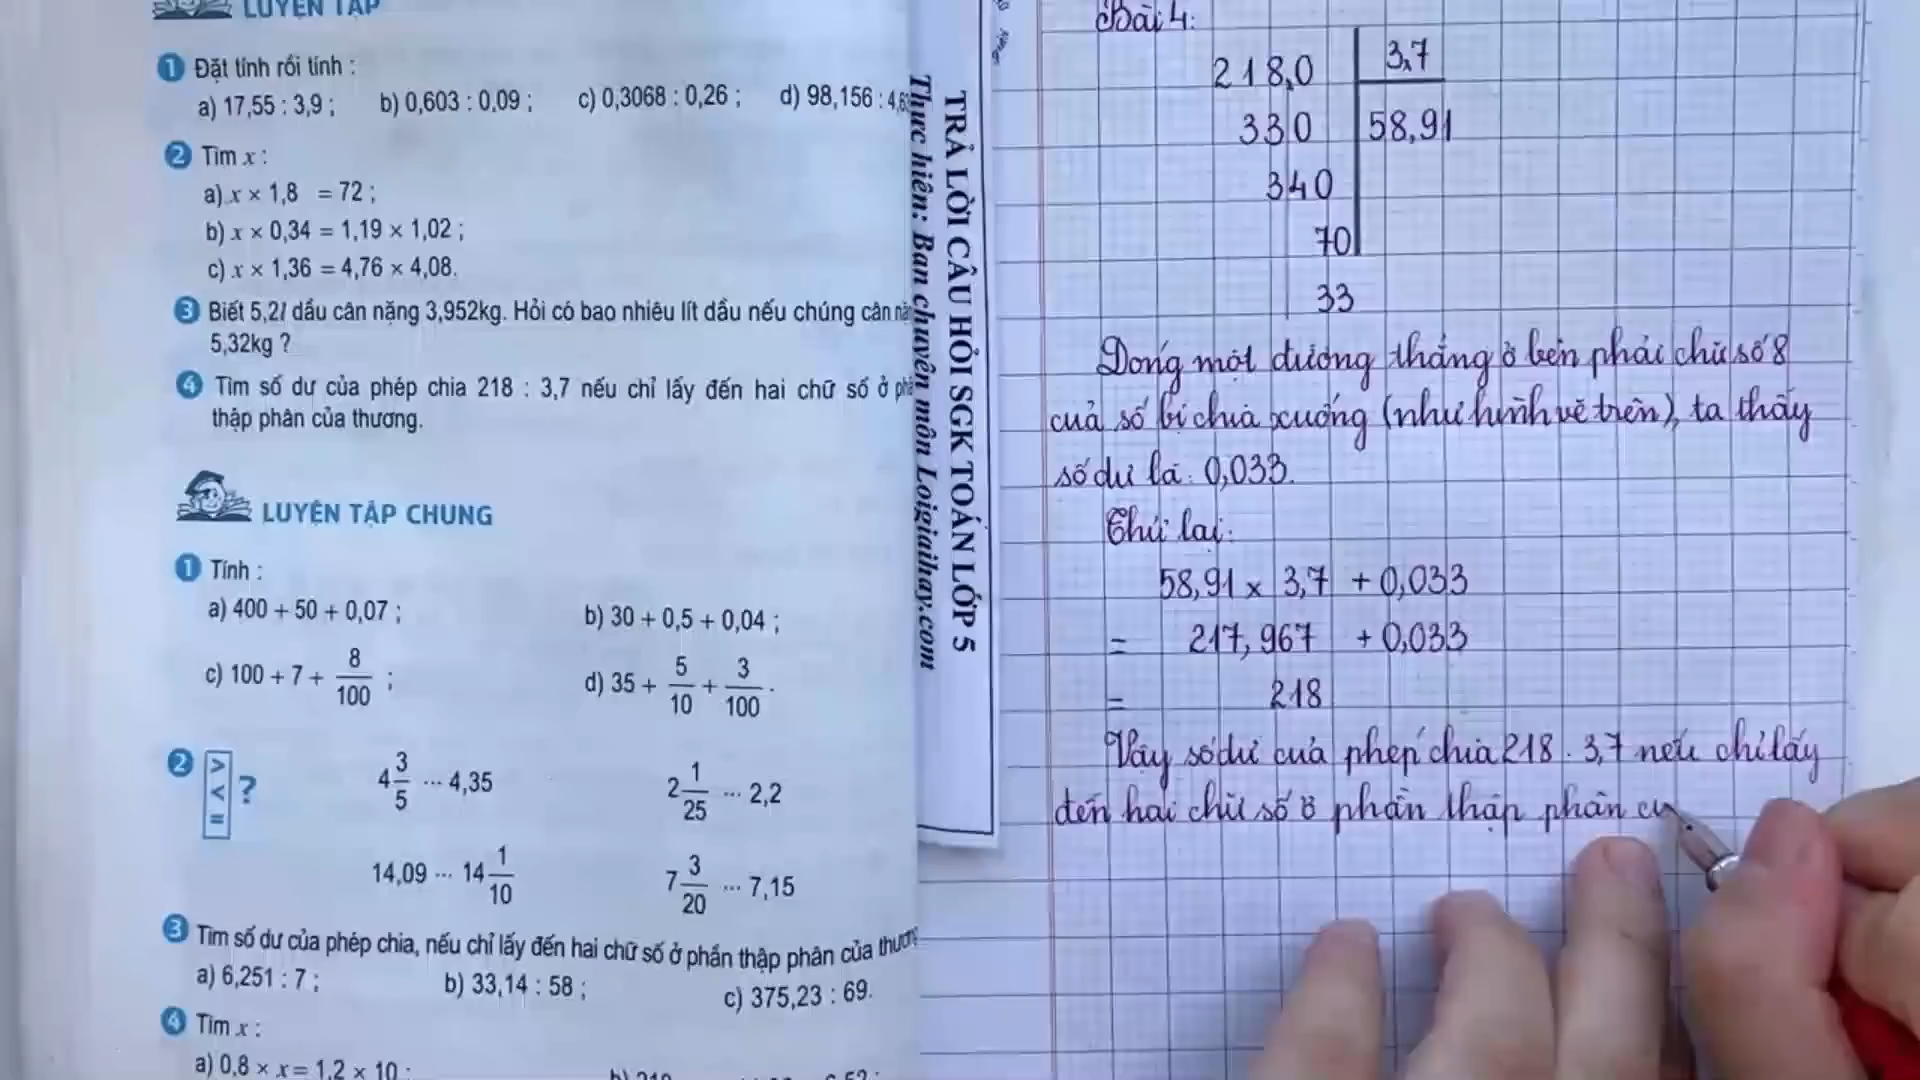 LUYỆN TẬP
1 Đặt tính rồi tính :
a) 17,55 : 3,9 ; b) 0,603 : 0,09 ; c) 0,3068 : 0,26 ; d) 98,156 : 4,6
2 Tìm x :
a) x × 1,8 = 72 ;
b) x × 0,34 = 1,19 × 1,02 ;
c) x × 1,36 = 4,76 × 4,08.
3 Biết 5,2l dầu cân nặng 3,952kg. Hỏi có bao nhiêu lít dầu nếu chúng cân
5,32kg ?
4 Tìm số dư của phép chia 218 : 3,7 nếu chỉ lấy đến hai chữ số ở
thập phân của thương.
LUYỆN TẬP CHUNG
1 Tính :
a) 400 + 50 + 0,07 ; b) 30 + 0,5 + 0,04 ;
c) 100 + 7 + 8/100 ; d) 35 + 5/10 + 3/100 .
2 > < = ? 4 3/5 ... 4,35 2 1/25 ... 2,2
14,09 ... 14 1/10 7 3/20 ... 7,15
3 Tìm số dư của phép chia, nếu chỉ lấy đến hai chữ số ở phần thập phân của
a) 6,251 : 7 ; b) 33,14 : 58 ; c) 375,23 : 69.
4 Tìm x :
a) 0,8 × x = 1,2 × 10 ;
TRẢ LỜI CÂU HỎI SGK TOÁN LỚP 5
Thực hiện: Ban chuyên môn Loigiaihay.com
Bài 4:
218,0 3,7
330 58,91
340
70
33
Dóng một đường thẳng ở bên phải chữ số 8
của số bị chia xuống (như hình vẽ trên), ta thấy
số dư là: 0,033.
Thử lại:
58,91 x 3,7 + 0,033
= 217,967 + 0,033
= 218
Vậy số dư của phép chia 218 : 3,7 nếu chỉ lấy
đến hai chữ số ở phần thập phân củ